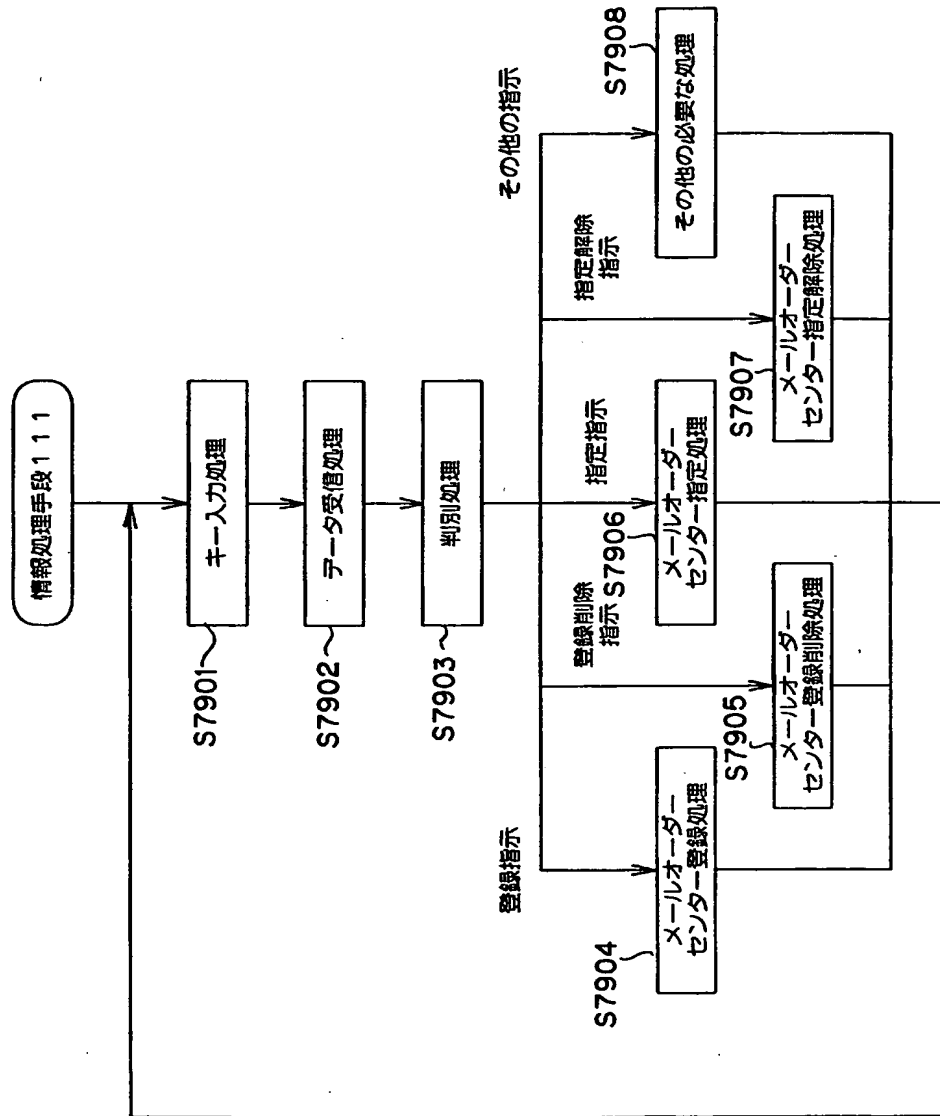 情報処理手段111
S7901
キー入力処理
S7902
データ受信処理
S7903
判別処理
登録指示
登録削除
指示
指定指示
指定解除
指示
その他の指示
S7904
メールオーダー
センター登録処理
S7905
メールオーダー
センター登録削除処理
S7906
メールオーダー
センター指定処理
S7907
メールオーダー
センター指定解除処理
S7908
その他の必要な処理